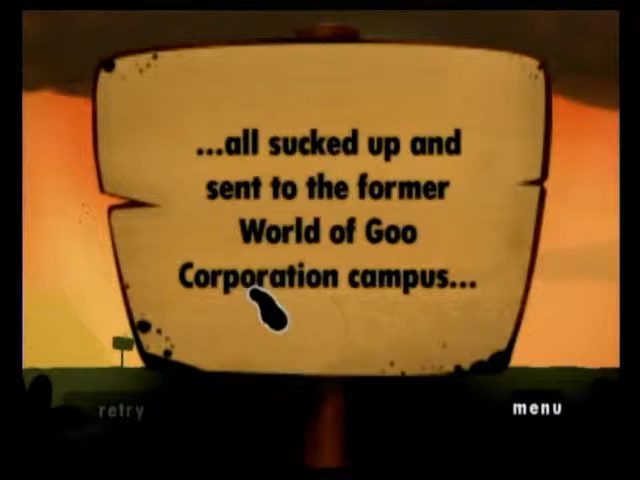 ...all sucked up and
sent to the former
World of Goo
Corporation campus...
retry
menu